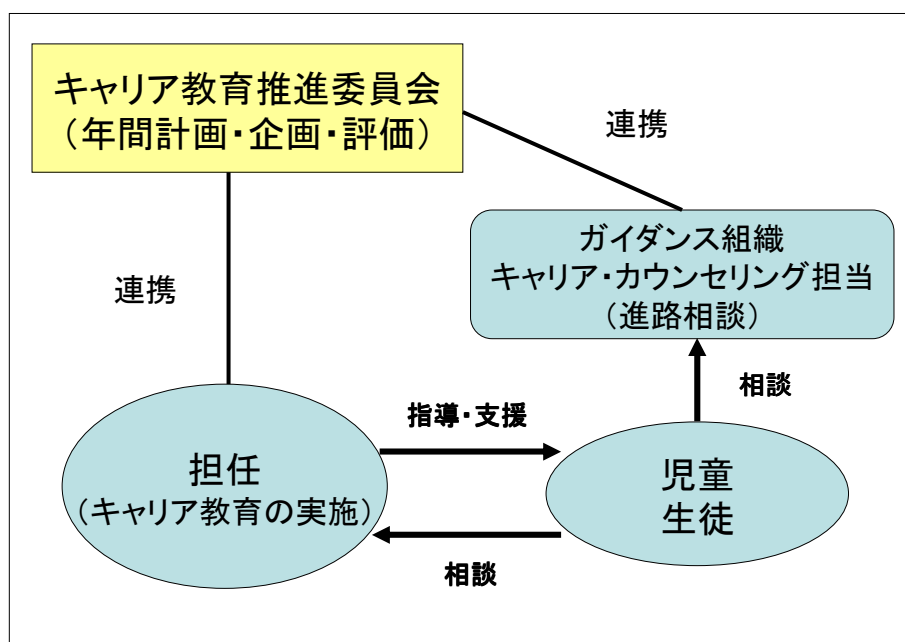 キャリア教育推進委員会
（年間計画・企画・評価）
連携
ガイダンス組織
キャリア・カウンセリング担当
（進路相談）
連携
相談
指導・支援
担任
（キャリア教育の実施）
児童
生徒
相談